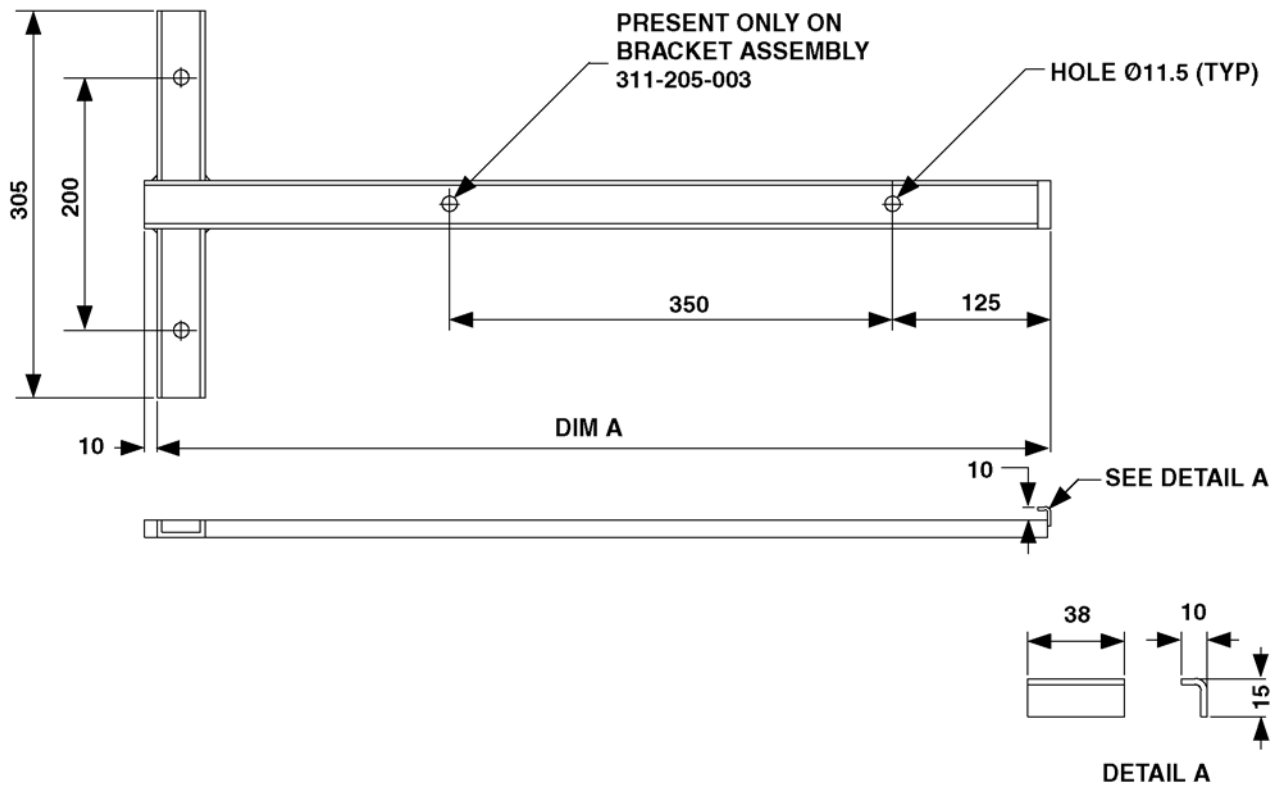 PRESENT ONLY ON
BRACKET ASSEMBLY
311-205-003
HOLE Ø11.5 (TYP)
305
200
350
125
DIM A
10
10
SEE DETAIL A
38
10
15
DETAIL A